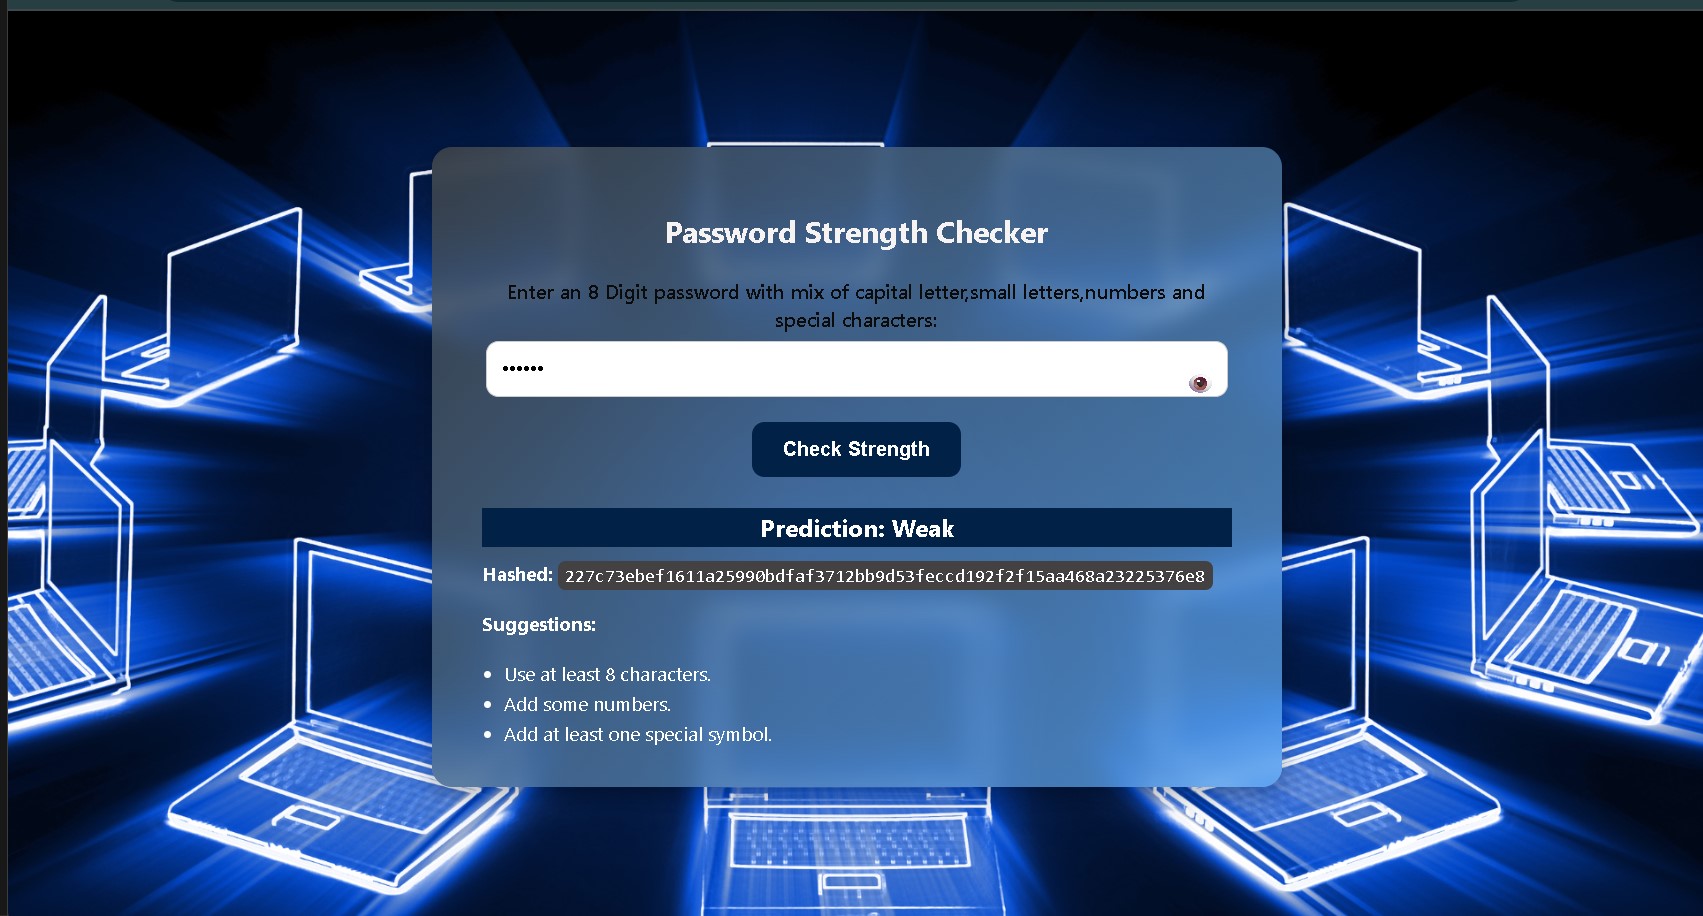 Password Strength Checker
Enter an 8 Digit password with mix of capital letter,small letters,numbers and
special characters:
••••••
Check Strength
Prediction: Weak
Hashed: 227c73ebef1611a25990bdfaf3712bb9d53feccd192f2f15aa468a23225376e8
Suggestions:
• Use at least 8 characters.
• Add some numbers.
• Add at least one special symbol.